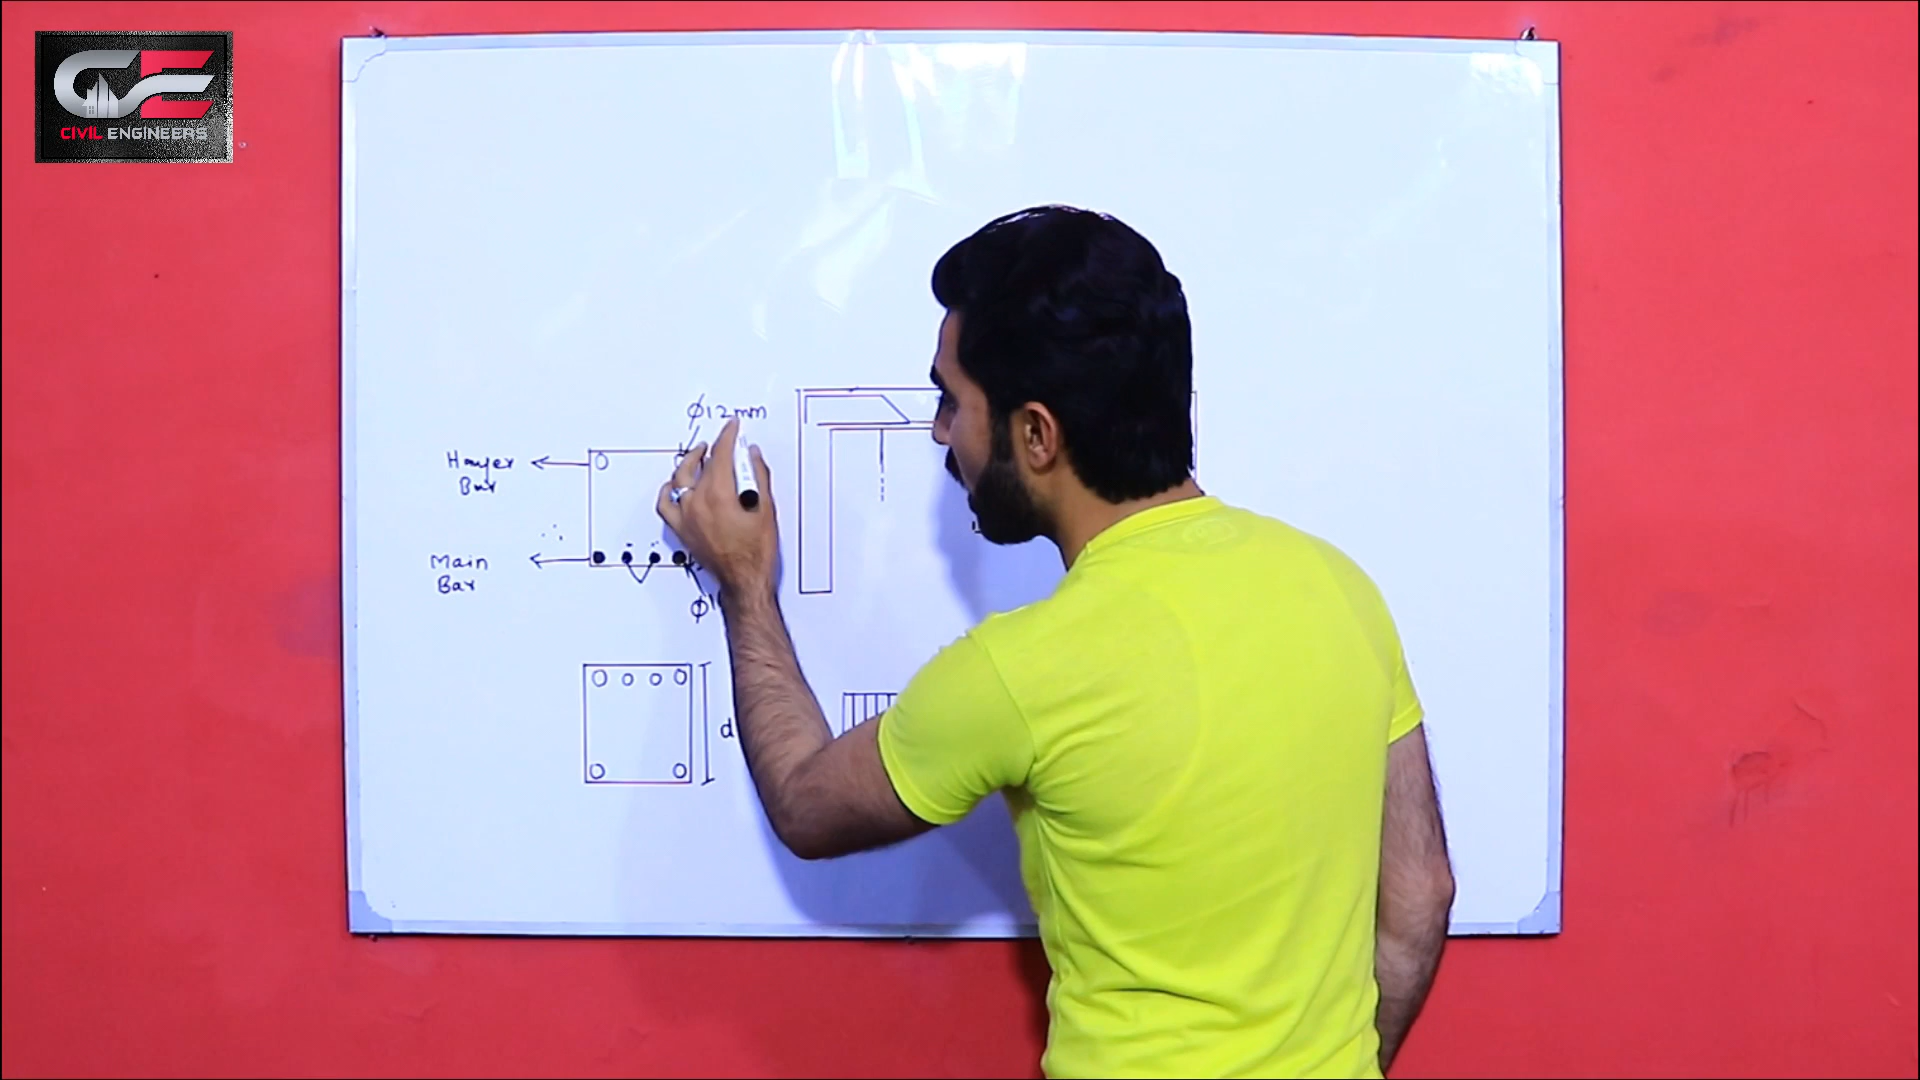 CIVIL ENGINEERS
ϕ12mm
Hanger
Bar
Main
Bar
d